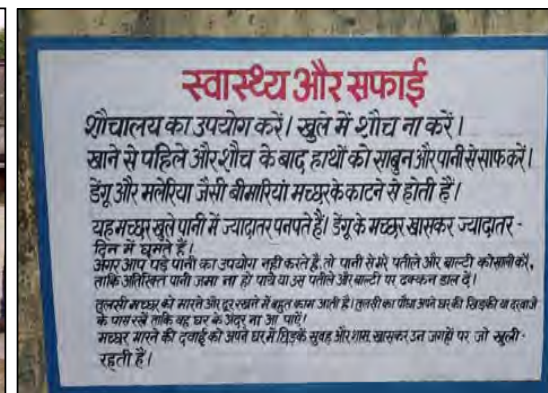 स्वास्थ्य और सफाई
शौचालय का उपयोग करें। खुले में शौच ना करें।
खाने से पहिले और शौच के बाद हाथों को साबुन और पानी से साफ करें।
डेंगू और मलेरिया जैसी बीमारियां मच्छर के काटने से होती हैं।
यह मच्छर खुले पानी में ज्यादातर पनपते हैं। डेंगू के मच्छर खासकर ज्यादातर -
दिन में घूमते हैं।
अगर आप पडे पानी का उपयोग नही करते है, तो पानी से भरे पतीले और बाल्टी को खाली करें,
ताकि अतिरिक्त पानी जमा ना हो पाये या उस पतीले और बाल्टी पर ढक्कन डाल दें।
तुलसी मच्छर को मारने और दूर रखने में बहुत काम आती है। तुलसी का पौधा अपने घर की खिड़की या दरवाजे
के पास रखें ताकि वह घर के अंदर ना आ पाएं।
मच्छर मारने की दवाई को अपने घर में छिड़कें सुबह और शाम, खासकर उन जगहों पर जो खुली -
रहती है।